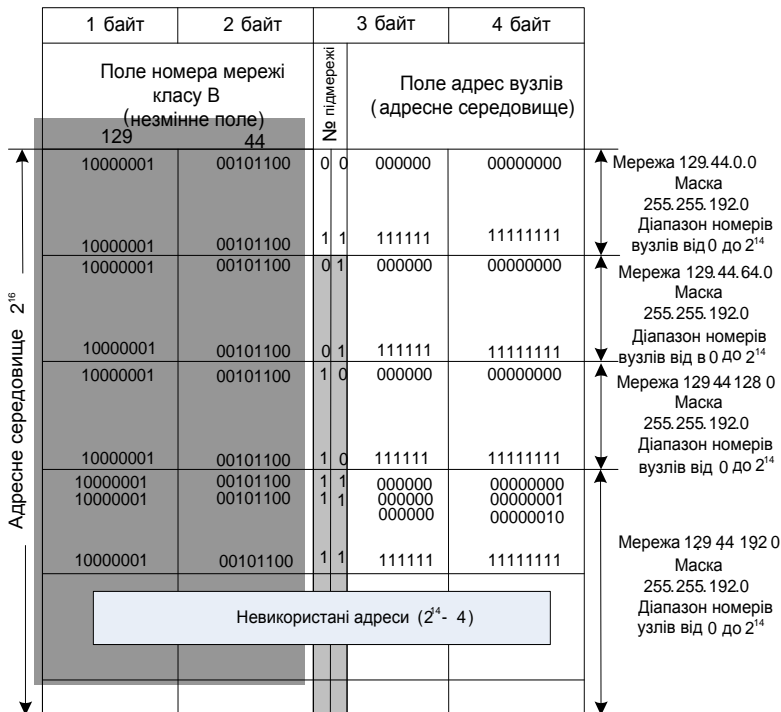 1 байт 2 байт 3 байт 4 байт
Поле номера мережі
класу В
(незмінне поле)
129 44
№ підмережі
Поле адрес вузлів
(адресне середовище)
Адресне середовище 2¹⁶
10000001 00101100 0 0 000000 00000000
10000001 00101100 1 1 111111 11111111
Мережа 129.44.0.0
Маска
255.255.192.0
Діапазон номерів
вузлів від 0 до 2¹⁴
10000001 00101100 0 1 000000 00000000
10000001 00101100 0 1 111111 11111111
Мережа 129.44.64.0
Маска
255.255.192.0
Діапазон номерів
вузлів від в 0 до 2¹⁴
10000001 00101100 1 0 000000 00000000
10000001 00101100 1 0 111111 11111111
Мережа 129 44 128 0
Маска
255.255.192.0
Діапазон номерів
вузлів від 0 до 2¹⁴
10000001 00101100 1 1 000000 00000000
10000001 00101100 1 1 000000 00000001
000000 00000010
10000001 00101100 1 1 111111 11111111
Мережа 129 44 192 0
Маска
255.255.192.0
Діапазон номерів
узлів від 0 до 2¹⁴
Невикористані адреси (2¹⁴- 4)